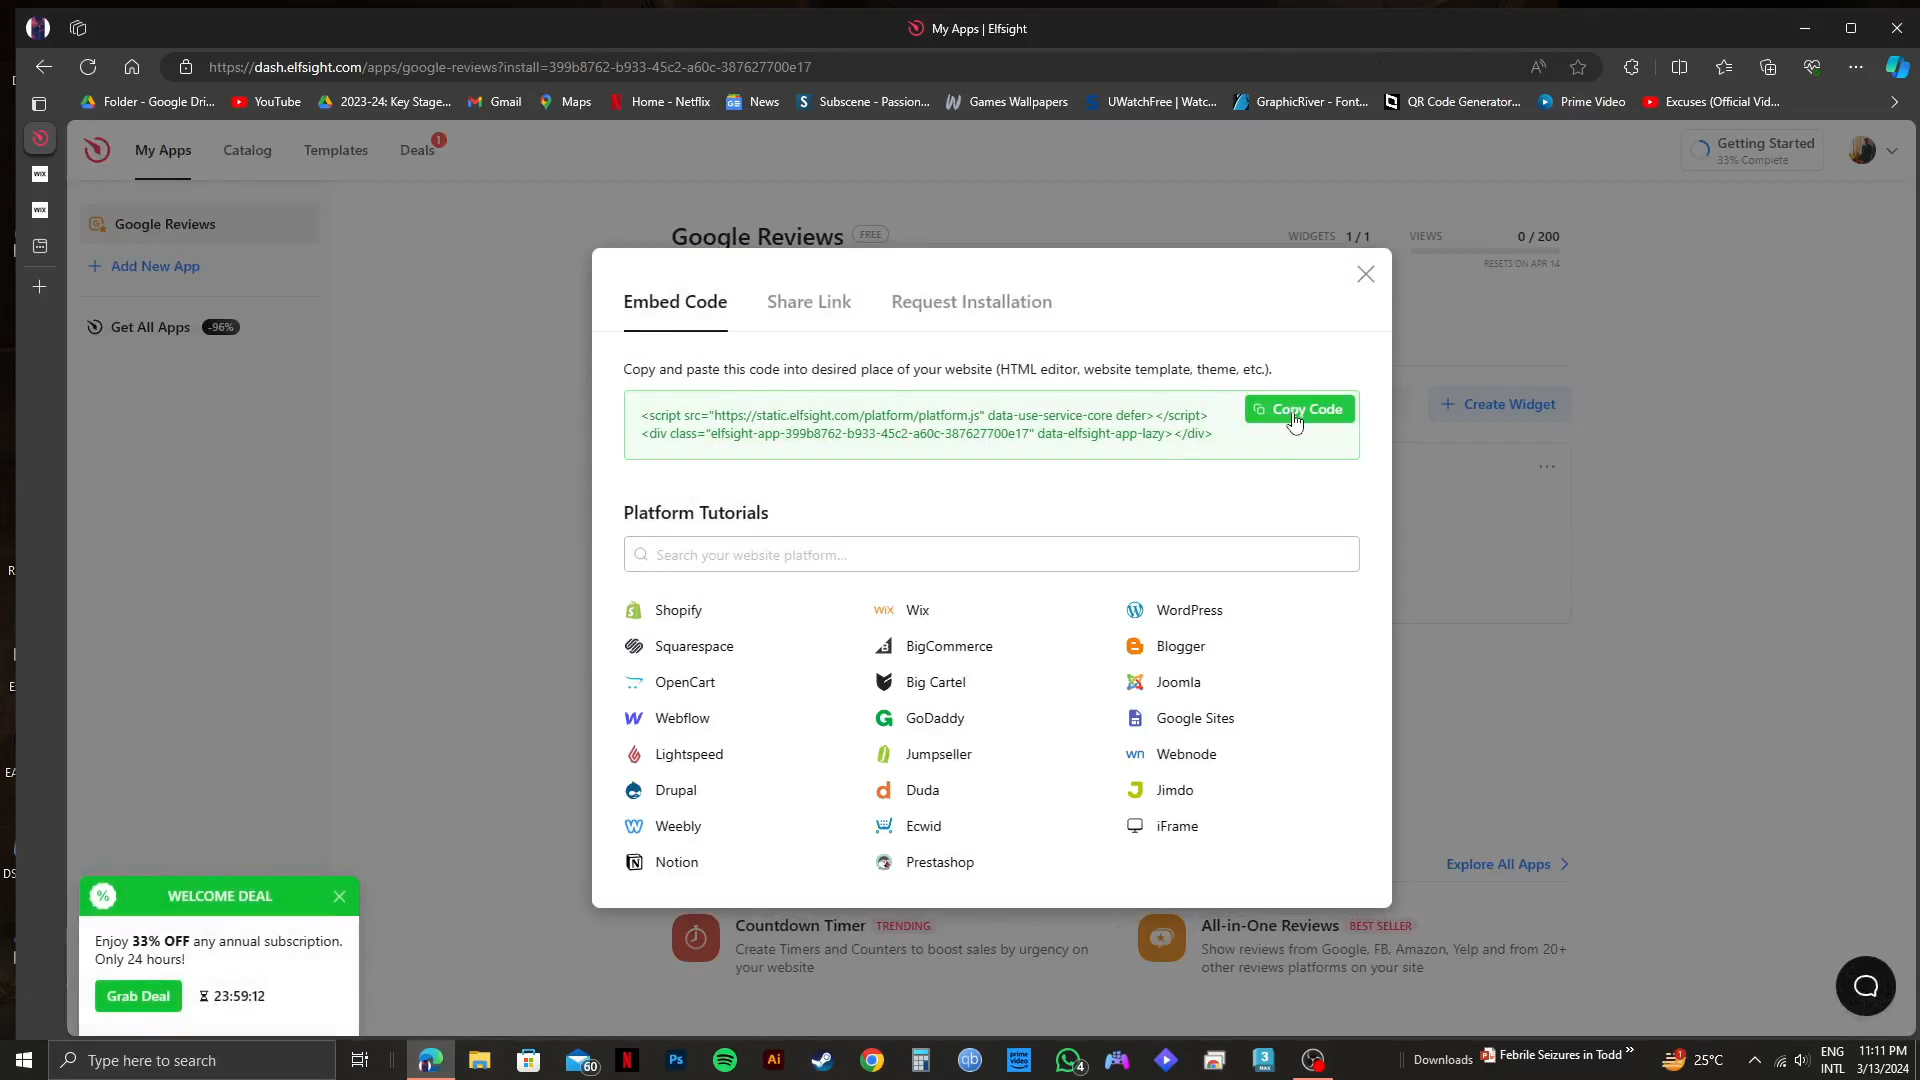 My Apps | Elfsight
https://dash.elfsight.com/apps/google-reviews?install=399b8762-b933-45c2-a60c-387627700e17
Folder - Google Dri...
YouTube
2023-24: Key Stage...
Gmail
Maps
Home - Netflix
News
Subscene - Passion...
Games Wallpapers
UWatchFree | Watc...
GraphicRiver - Font...
QR Code Generator...
Prime Video
Excuses (Official Vid...
My Apps
Catalog
Templates
Deals
1
Getting Started
33% Complete
Google Reviews
Add New App
Get All Apps
-96%
Google Reviews
FREE
WIDGETS 1 / 1
VIEWS 0 / 200
RESETS ON APR 14
Create Widget
Embed Code
Share Link
Request Installation
Copy and paste this code into desired place of your website (HTML editor, website template, theme, etc.).
<script src="https://static.elfsight.com/platform/platform.js" data-use-service-core defer></script>
<div class="elfsight-app-399b8762-b933-45c2-a60c-387627700e17" data-elfsight-app-lazy></div>
Copy Code
Platform Tutorials
Search your website platform...
Shopify
WIX Wix
WordPress
Squarespace
BigCommerce
Blogger
OpenCart
Big Cartel
Joomla
Webflow
GoDaddy
Google Sites
Lightspeed
Jumpseller
wn Webnode
Drupal
Duda
Jimdo
Weebly
Ecwid
iFrame
Notion
Prestashop
Explore All Apps
Countdown Timer TRENDING
Create Timers and Counters to boost sales by urgency on
your website
All-in-One Reviews BEST SELLER
Show reviews from Google, FB, Amazon, Yelp and from 20+
other reviews platforms on your site
% WELCOME DEAL
Enjoy 33% OFF any annual subscription.
Only 24 hours!
Grab Deal
23:59:12
Type here to search
60
Ps
Ai
qb
prime video
4
3
MAX
Downloads
Febrile Seizures in Todd
25°C
ENG
INTL
11:11 PM
3/13/2024